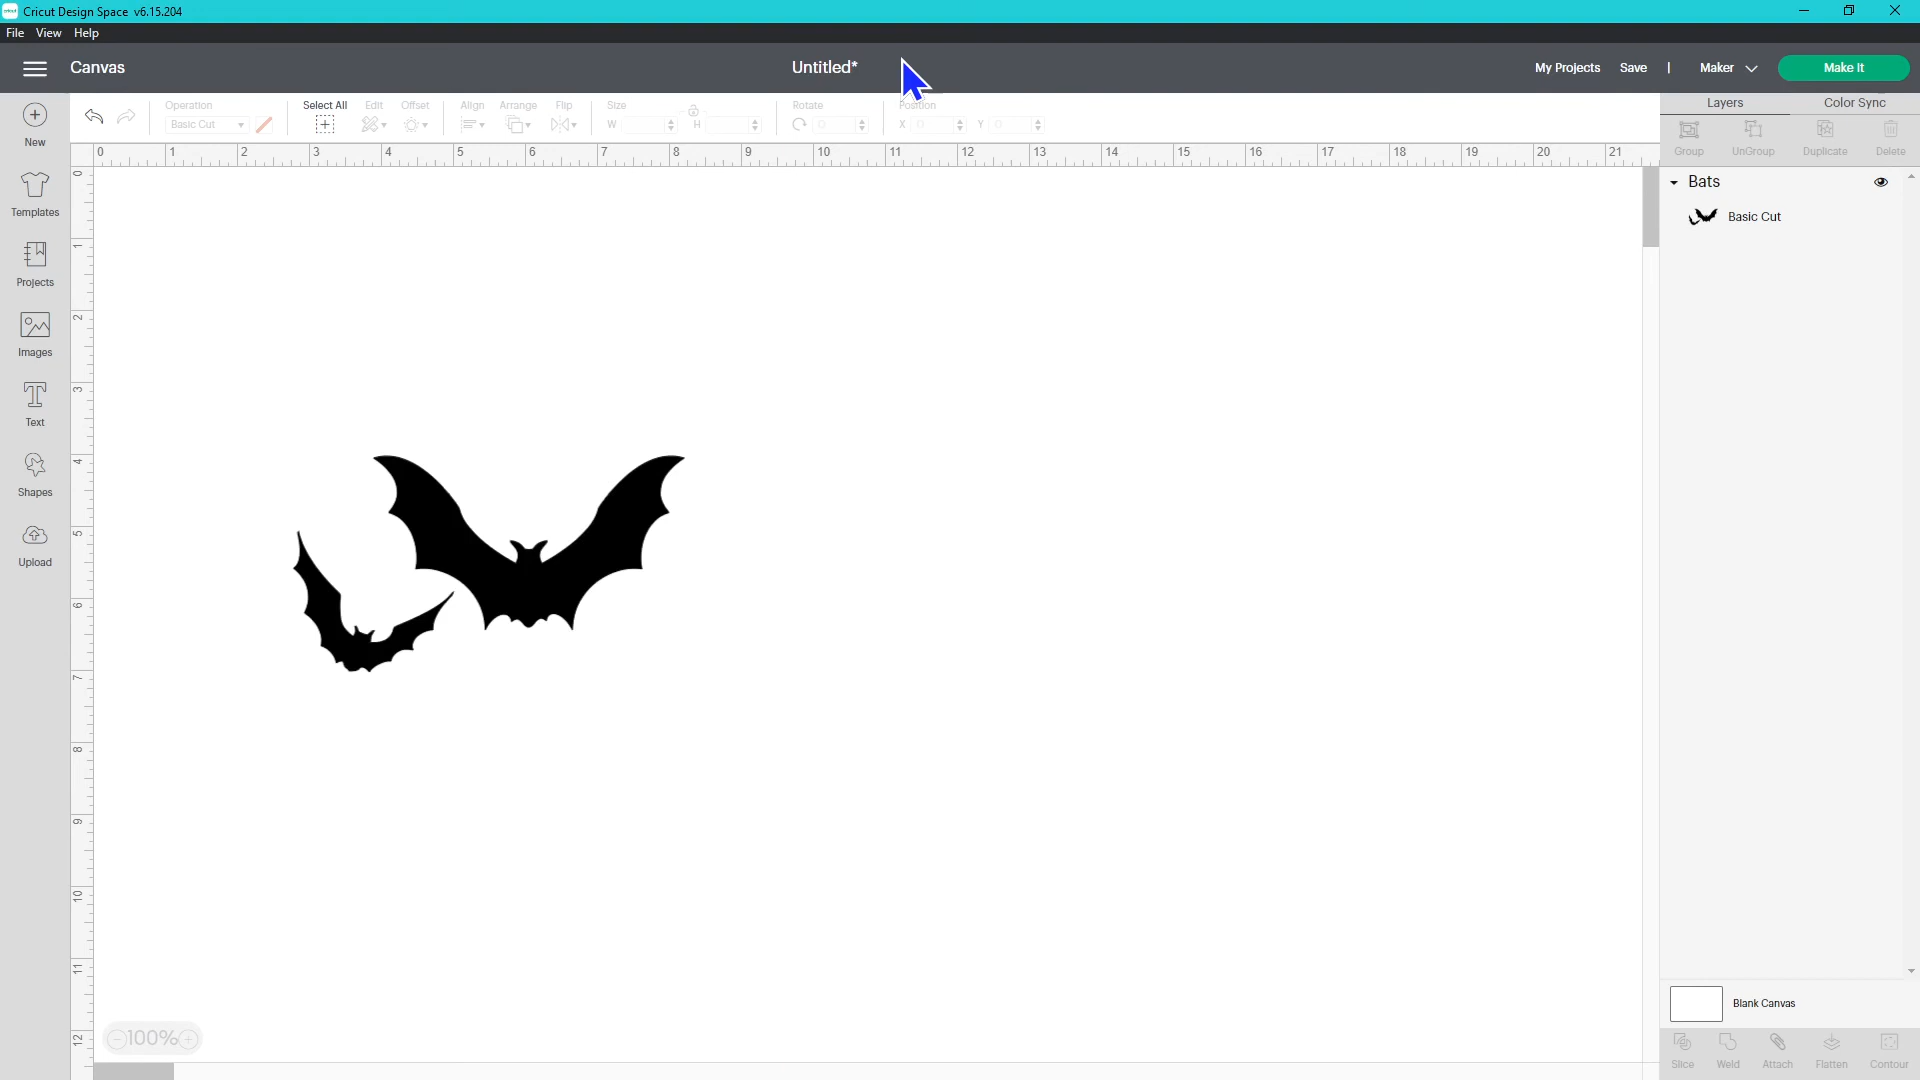 Cricut Design Space v6.15.204
File View Help
Canvas Untitled* My Projects Save | Maker Make It
Operation Select All Edit Offset Align Arrange Flip Size Rotate Position
Basic Cut W H 0 X 0 Y 0
Layers Color Sync
Group UnGroup Duplicate Delete
0 1 2 3 4 5 6 7 8 9 10 11 12 13 14 15 16 17 18 19 20 21
0
1
2
3
4
5
6
7
8
9
10
11
12
New
Templates
Projects
Images
Text
Shapes
Upload
Bats
Basic Cut
100%
Blank Canvas
Slice Weld Attach Flatten Contour